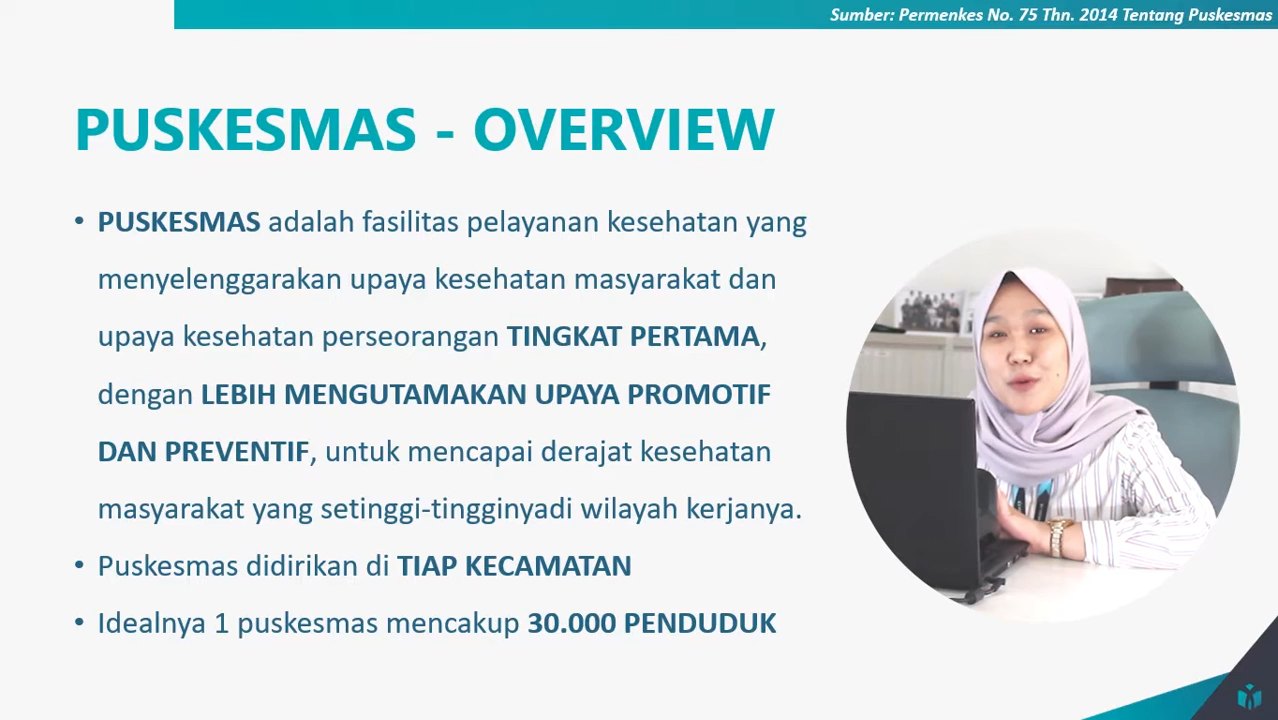 Sumber: Permenkes No. 75 Thn. 2014 Tentang Puskesmas
PUSKESMAS - OVERVIEW
• PUSKESMAS adalah fasilitas pelayanan kesehatan yang
menyelenggarakan upaya kesehatan masyarakat dan
upaya kesehatan perseorangan TINGKAT PERTAMA,
dengan LEBIH MENGUTAMAKAN UPAYA PROMOTIF
DAN PREVENTIF, untuk mencapai derajat kesehatan
masyarakat yang setinggi-tingginyadi wilayah kerjanya.
• Puskesmas didirikan di TIAP KECAMATAN
• Idealnya 1 puskesmas mencakup 30.000 PENDUDUK